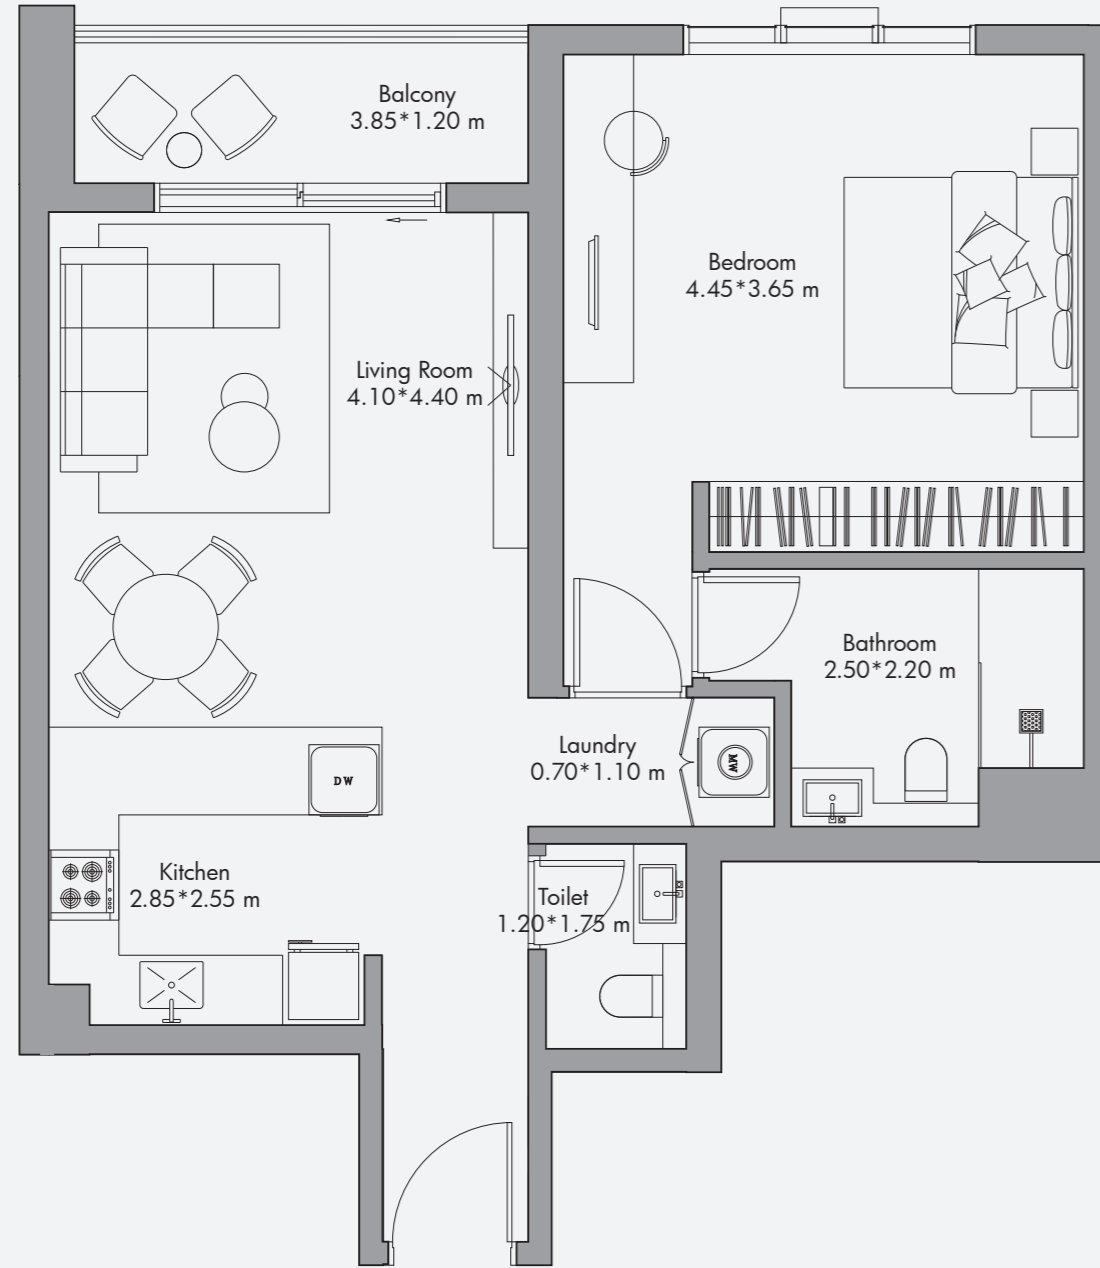 Balcony
3.85*1.20 m
Bedroom
4.45*3.65 m
Living Room
4.10*4.40 m
Bathroom
2.50*2.20 m
Laundry
0.70*1.10 m
MW
DW
Kitchen
2.85*2.55 m
Toilet
1.20*1.75 m